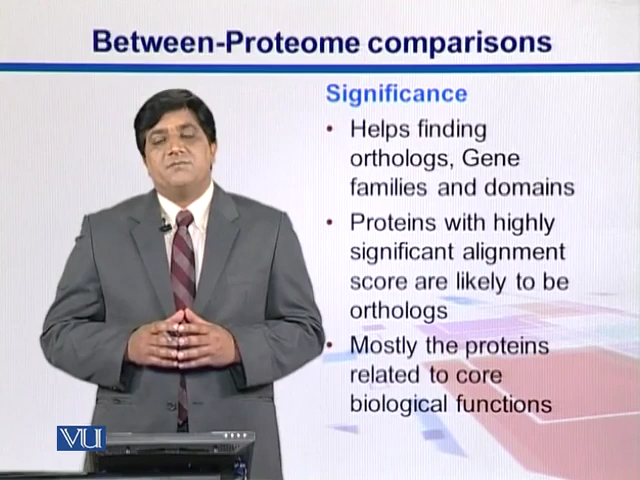 Between-Proteome comparisons
Significance
• Helps finding
orthologs, Gene
families and domains
• Proteins with highly
significant alignment
score are likely to be
orthologs
• Mostly the proteins
related to core
biological functions
VU